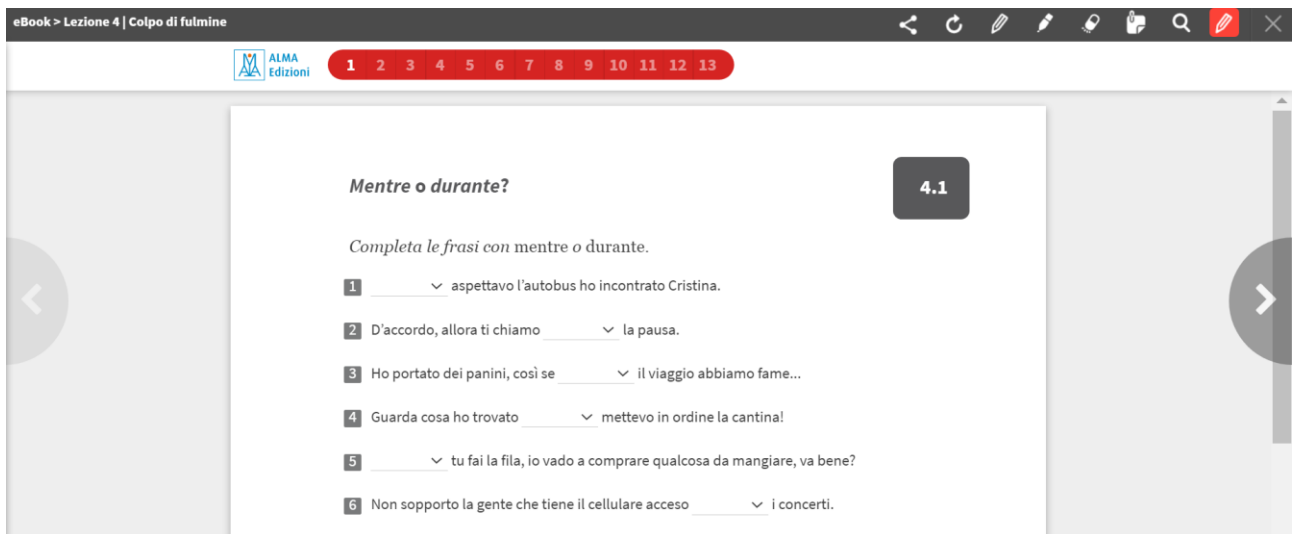 eBook > Lezione 4 | Colpo di fulmine
ALMA
Edizioni
1 2 3 4 5 6 7 8 9 10 11 12 13
Mentre o durante?
4.1
Completa le frasi con mentre o durante.
1 aspettavo l'autobus ho incontrato Cristina.
2 D'accordo, allora ti chiamo la pausa.
3 Ho portato dei panini, così se il viaggio abbiamo fame...
4 Guarda cosa ho trovato mettevo in ordine la cantina!
5 tu fai la fila, io vado a comprare qualcosa da mangiare, va bene?
6 Non sopporto la gente che tiene il cellulare acceso i concerti.